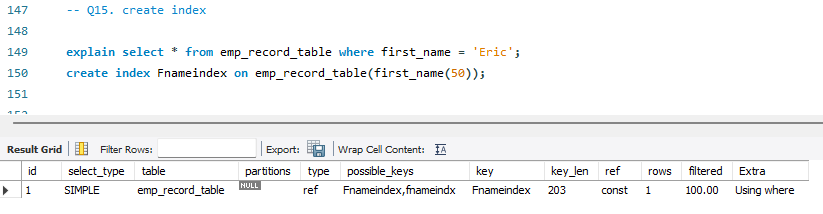 147 -- Q15. create index
148
149 explain select * from emp_record_table where first_name = 'Eric';
150 create index Fnameindex on emp_record_table(first_name(50));
151
Result Grid Filter Rows: Export: Wrap Cell Content: IA
id select_type table partitions type possible_keys key key_len ref rows filtered Extra
1 SIMPLE emp_record_table NULL ref Fnameindex,fnameindx Fnameindex 203 const 1 100.00 Using where